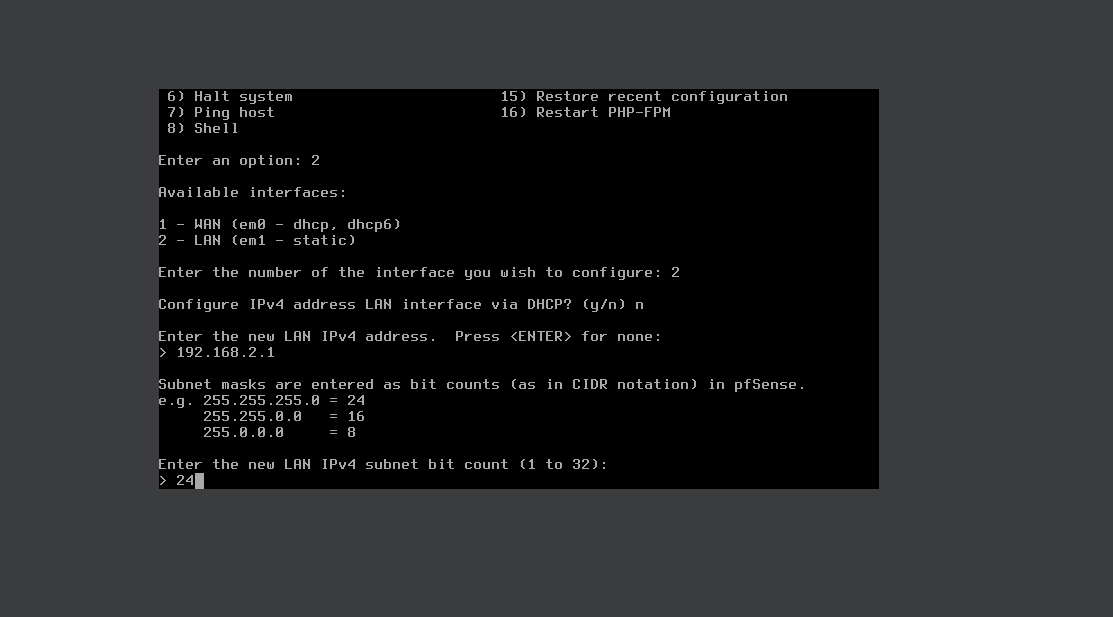 6) Halt system                       15) Restore recent configuration
7) Ping host                         16) Restart PHP-FPM
8) Shell
Enter an option: 2
Available interfaces:
1 - WAN (em0 - dhcp, dhcp6)
2 - LAN (em1 - static)
Enter the number of the interface you wish to configure: 2
Configure IPv4 address LAN interface via DHCP? (y/n) n
Enter the new LAN IPv4 address.  Press <ENTER> for none:
> 192.168.2.1
Subnet masks are entered as bit counts (as in CIDR notation) in pfSense.
e.g. 255.255.255.0 = 24
     255.255.0.0   = 16
     255.0.0.0     = 8
Enter the new LAN IPv4 subnet bit count (1 to 32):
> 24